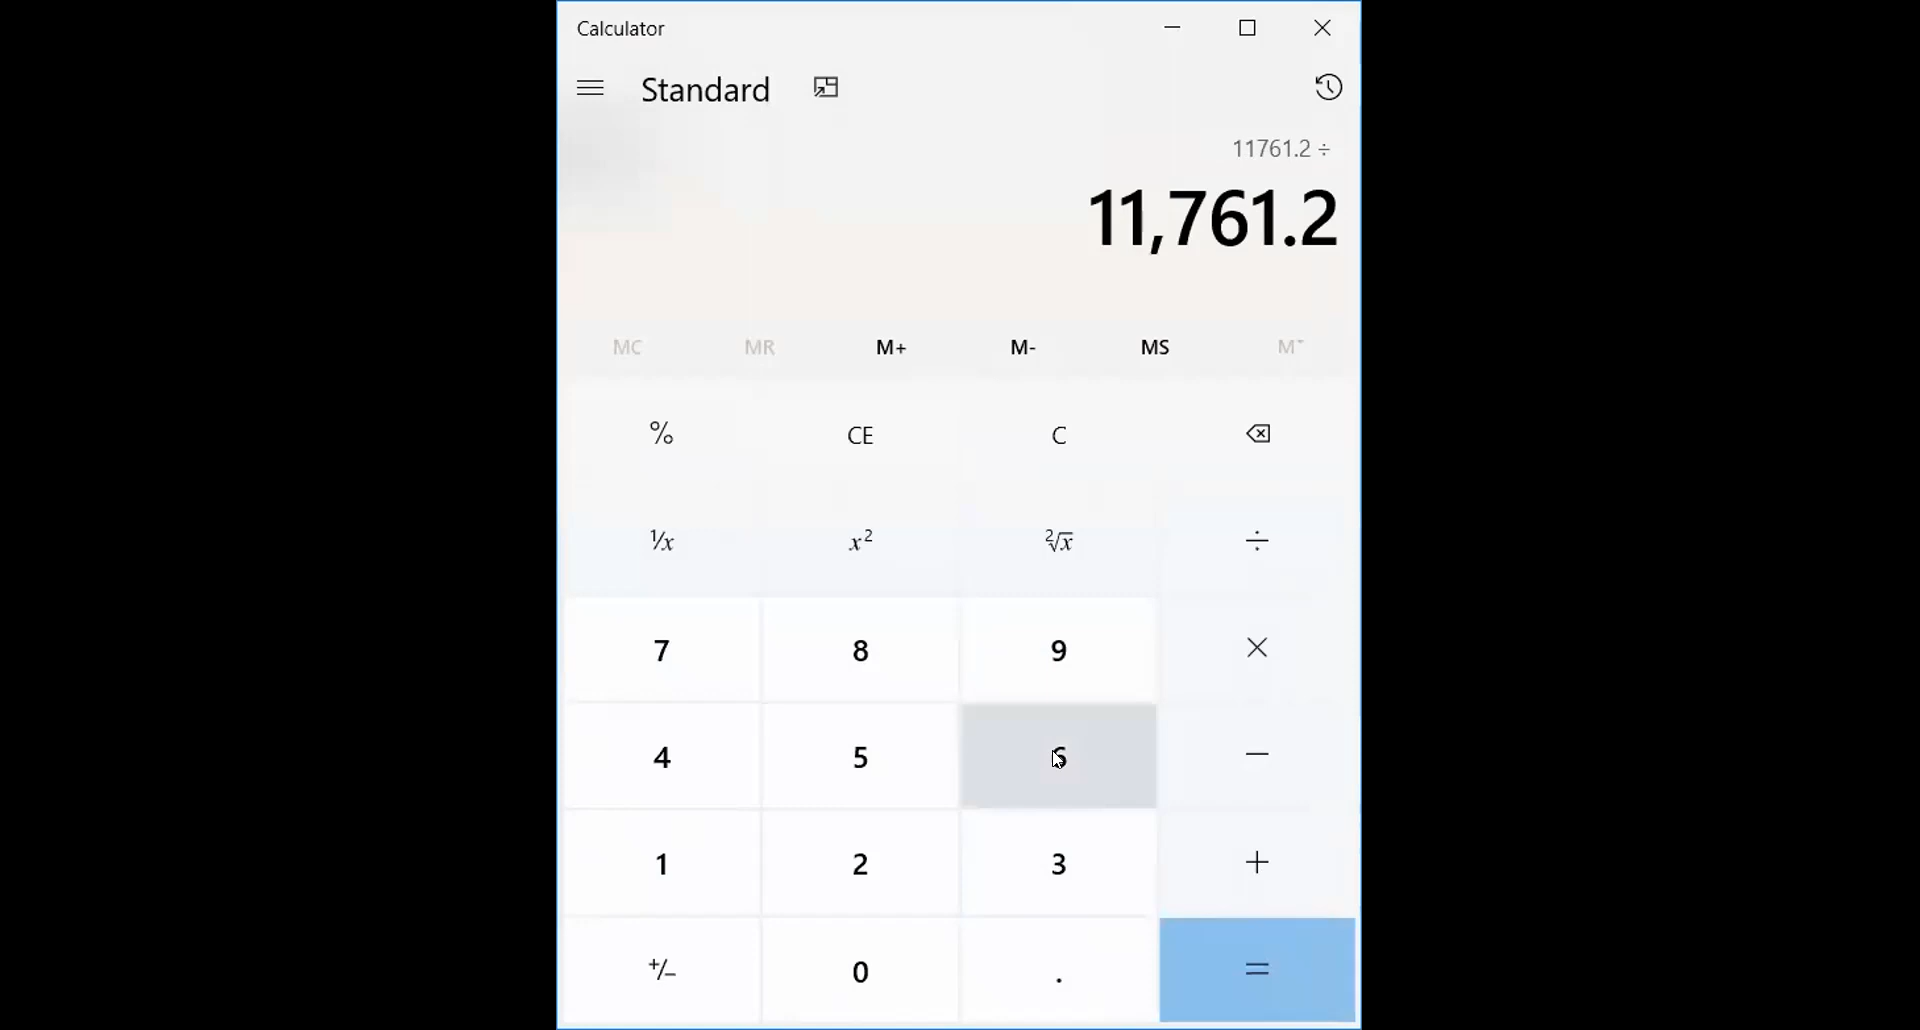 Calculator
Standard
11761.2 ÷
11,761.2
MC MR M+ M- MS M˅
% CE C
⅟x x² ²√x ÷
7 8 9 ×
4 5 6 −
1 2 3 +
+/− 0 . =